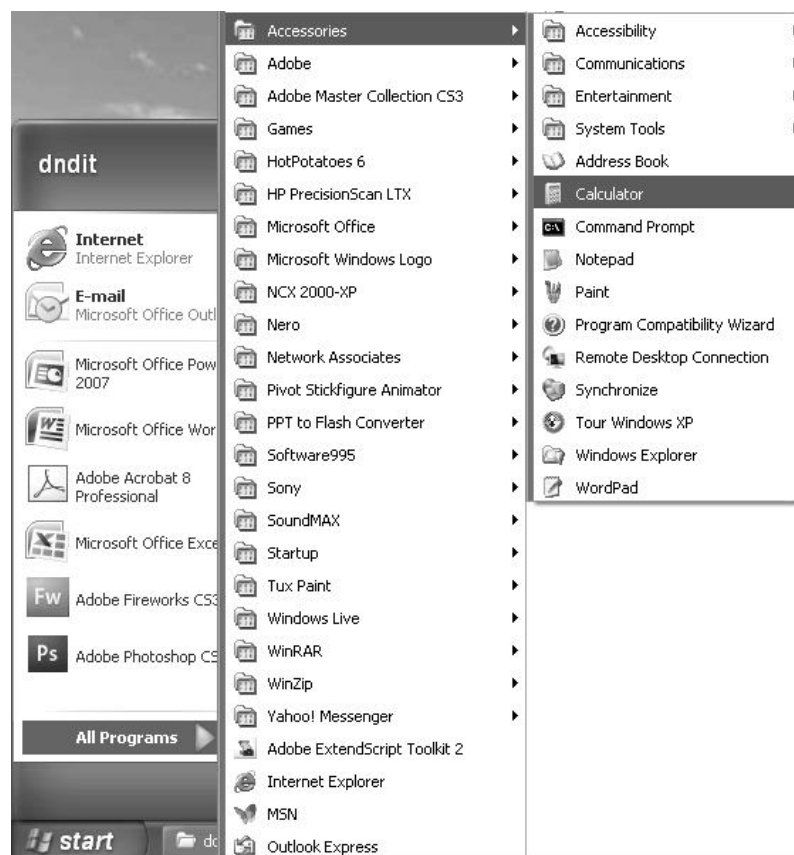 dndit
Internet
Internet Explorer
E-mail
Microsoft Office Outl
Microsoft Office Pow
2007
Microsoft Office Wor
Adobe Acrobat 8
Professional
Microsoft Office Exce
Fw Adobe Fireworks CS3
Ps Adobe Photoshop CS
All Programs
start
Accessories
Adobe
Adobe Master Collection CS3
Games
HotPotatoes 6
HP PrecisionScan LTX
Microsoft Office
Microsoft Windows Logo
NCX 2000-XP
Nero
Network Associates
Pivot Stickfigure Animator
PPT to Flash Converter
Software995
Sony
SoundMAX
Startup
Tux Paint
Windows Live
WinRAR
WinZip
Yahoo! Messenger
Adobe ExtendScript Toolkit 2
Internet Explorer
MSN
Outlook Express
Accessibility
Communications
Entertainment
System Tools
Address Book
Calculator
Command Prompt
Notepad
Paint
Program Compatibility Wizard
Remote Desktop Connection
Synchronize
Tour Windows XP
Windows Explorer
WordPad